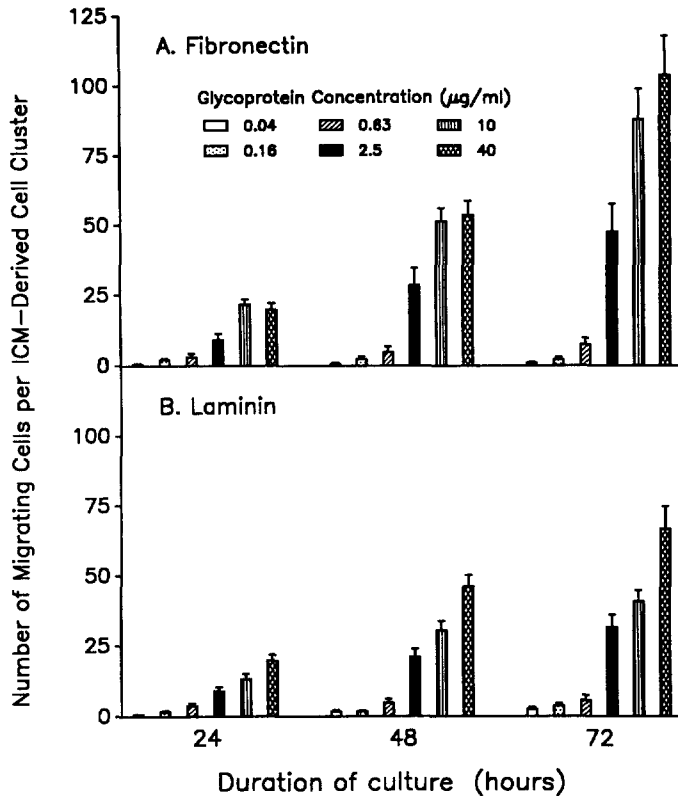 Number of Migrating Cells per ICM-Derived Cell Cluster
125
100
75
50
25
0
A. Fibronectin
Glycoprotein Concentration (μg/ml)
0.04 0.63 10
0.16 2.5 40
B. Laminin
100
75
50
25
0
24 48 72
Duration of culture (hours)